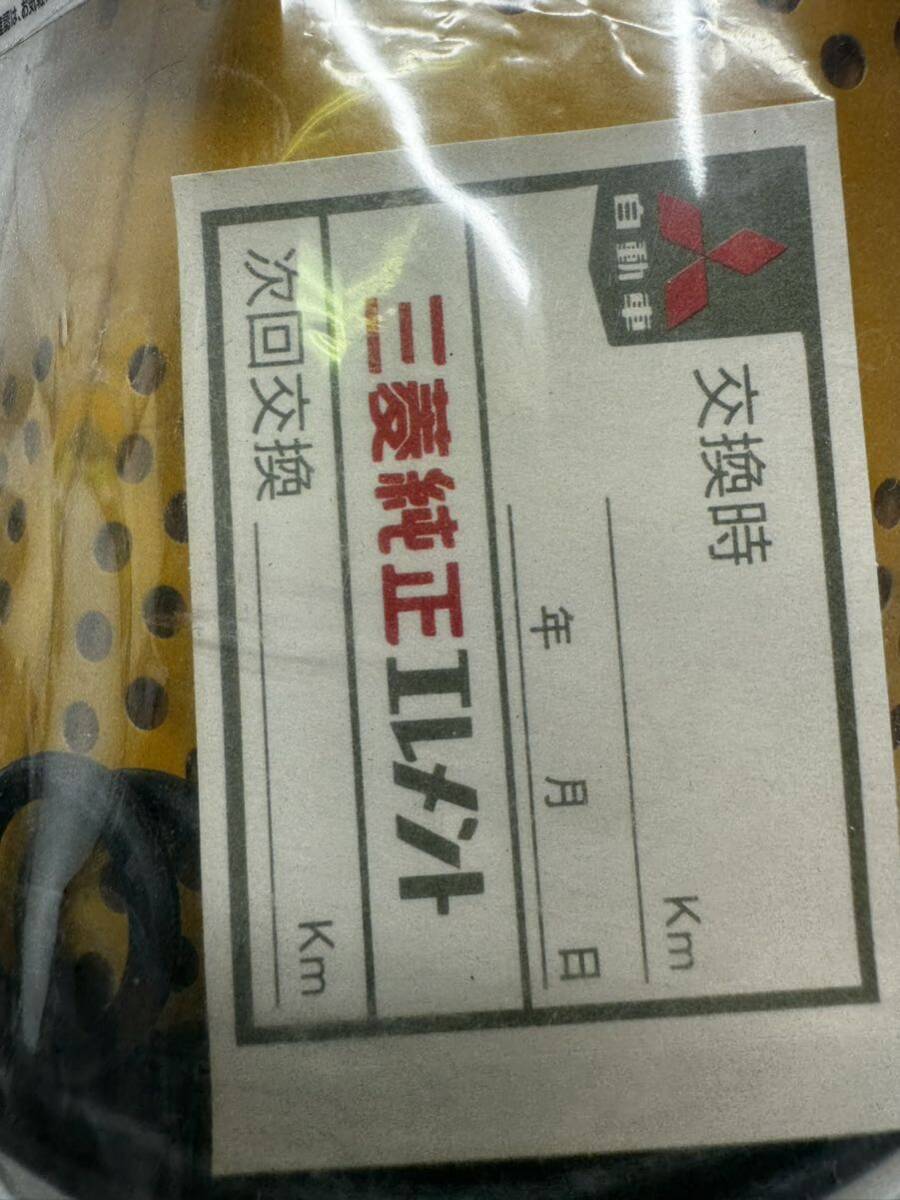 自動車
交換時
Km
年 月 日
三菱純正エレメント
次回交換
Km